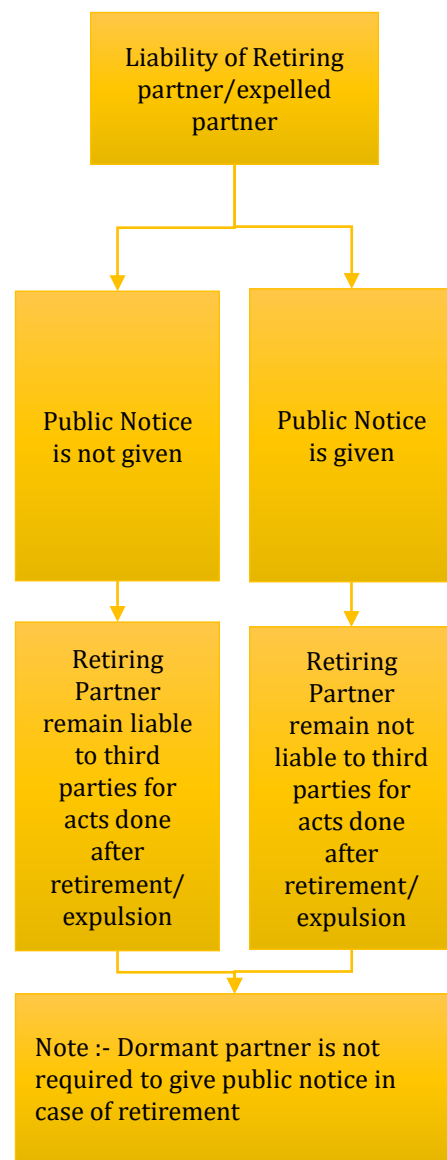 Liability of Retiring
partner/expelled
partner
Public Notice
is not given
Public Notice
is given
Retiring
Partner
remain liable
to third
parties for
acts done
after
retirement/
expulsion
Retiring
Partner
remain not
liable to third
parties for
acts done
after
retirement/
expulsion
Note :- Dormant partner is not
required to give public notice in
case of retirement